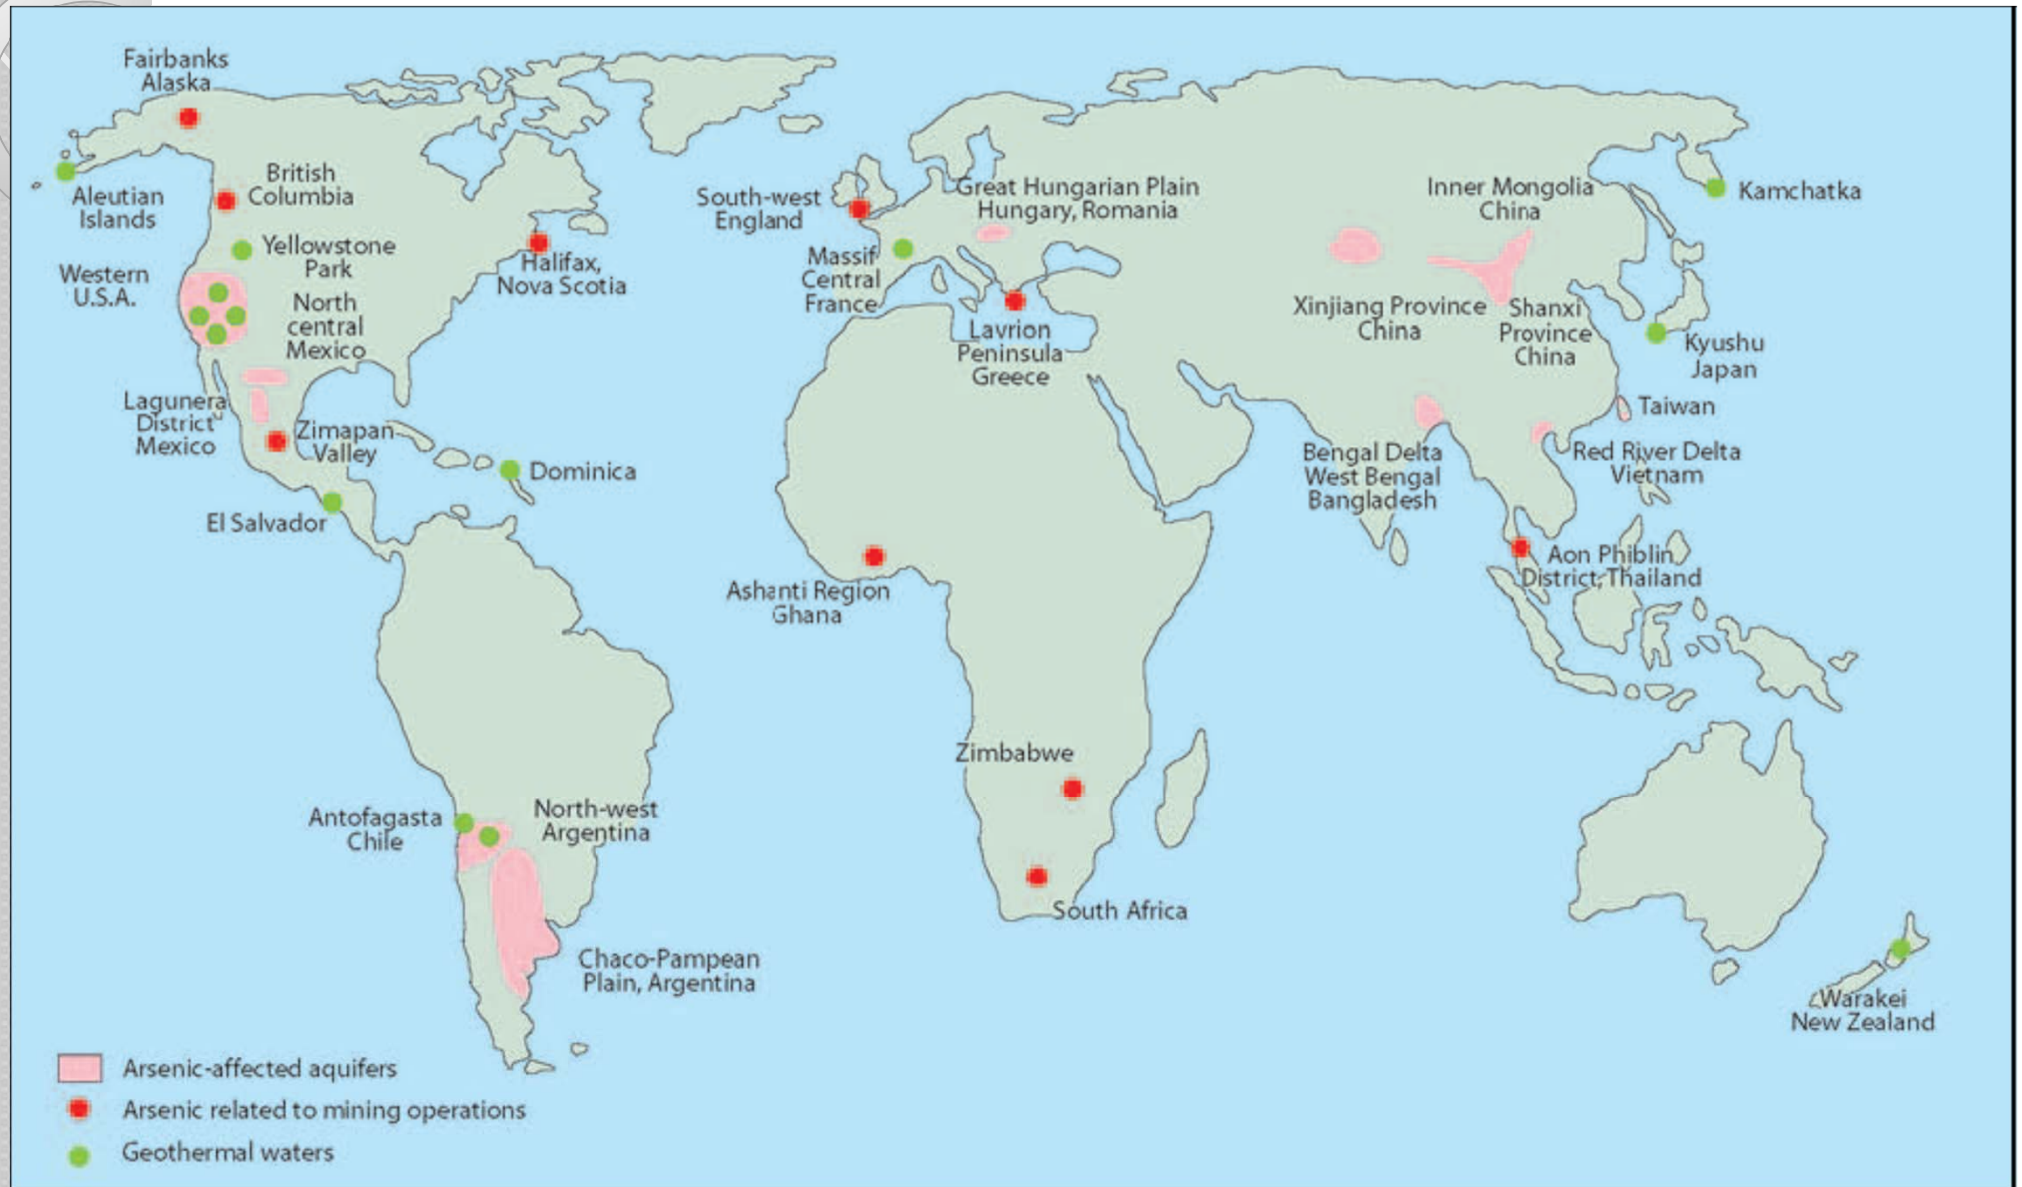 Fairbanks
Alaska
Aleutian
Islands
British
Columbia
Yellowstone
Park
Western
U.S.A.
North
central
Mexico
Halifax,
Nova Scotia
Lagunera
District
Mexico
Zimapan
Valley
Dominica
El Salvador
Antofagasta
Chile
North-west
Argentina
Chaco-Pampean
Plain, Argentina
South-west
England
Massif
Central
France
Great Hungarian Plain
Hungary, Romania
Lavrion
Peninsula
Greece
Ashanti Region
Ghana
Zimbabwe
South Africa
Inner Mongolia
China
Xinjiang Province
China
Shanxi
Province
China
Kamchatka
Kyushu
Japan
Taiwan
Bengal Delta
West Bengal
Bangladesh
Red River Delta
Vietnam
Aon Phiblin
District, Thailand
Warakei
New Zealand
Arsenic-affected aquifers
Arsenic related to mining operations
Geothermal waters